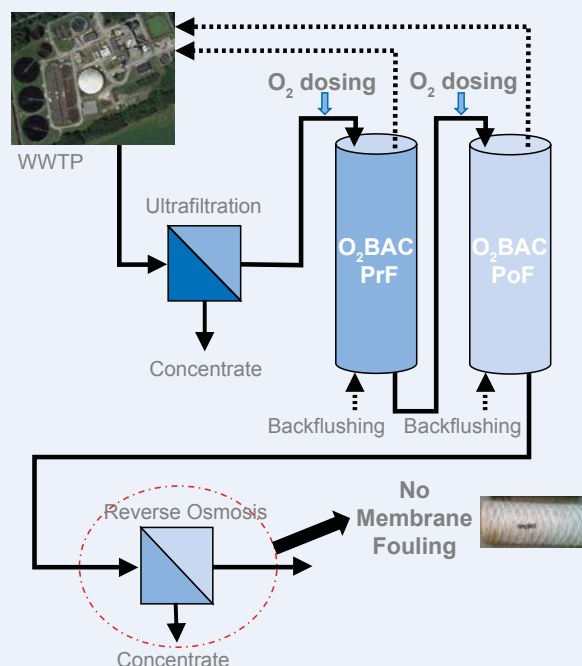 O₂ dosing
O₂ dosing
WWTP
Ultrafiltration
O₂BAC
PrF
O₂BAC
PoF
Concentrate
Backflushing
Backflushing
No
Membrane
Fouling
Reverse Osmosis
Concentrate